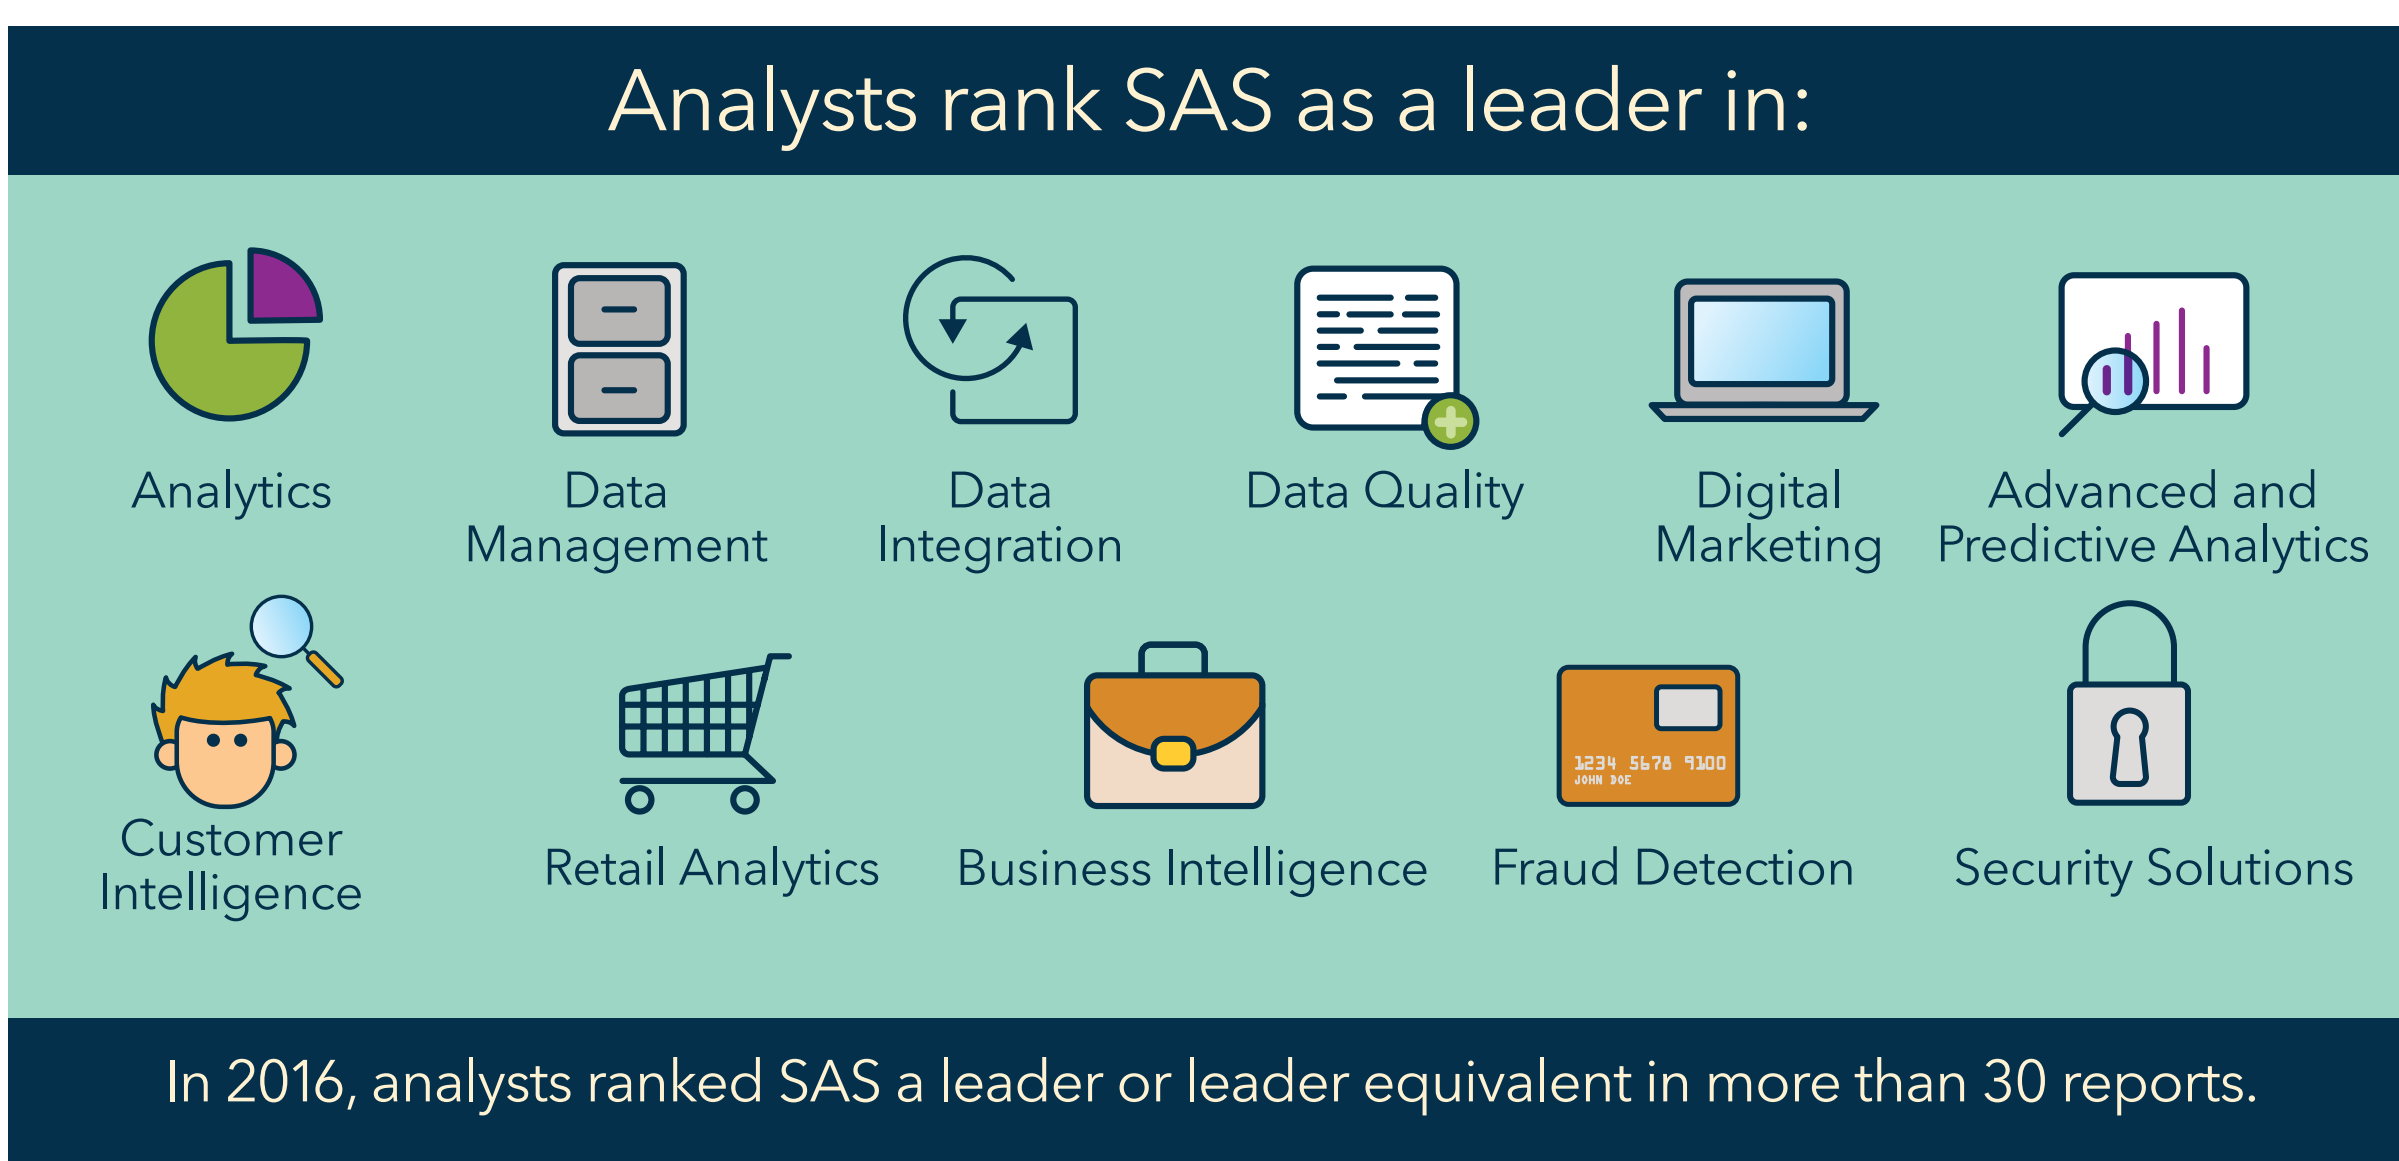 Analysts rank SAS as a leader in:
Analytics
Data
Management
Data
Integration
Data Quality
Digital
Marketing
Advanced and
Predictive Analytics
Customer
Intelligence
Retail Analytics
Business Intelligence
1234 5678 9100
JOHN DOE
Fraud Detection
Security Solutions
In 2016, analysts ranked SAS a leader or leader equivalent in more than 30 reports.